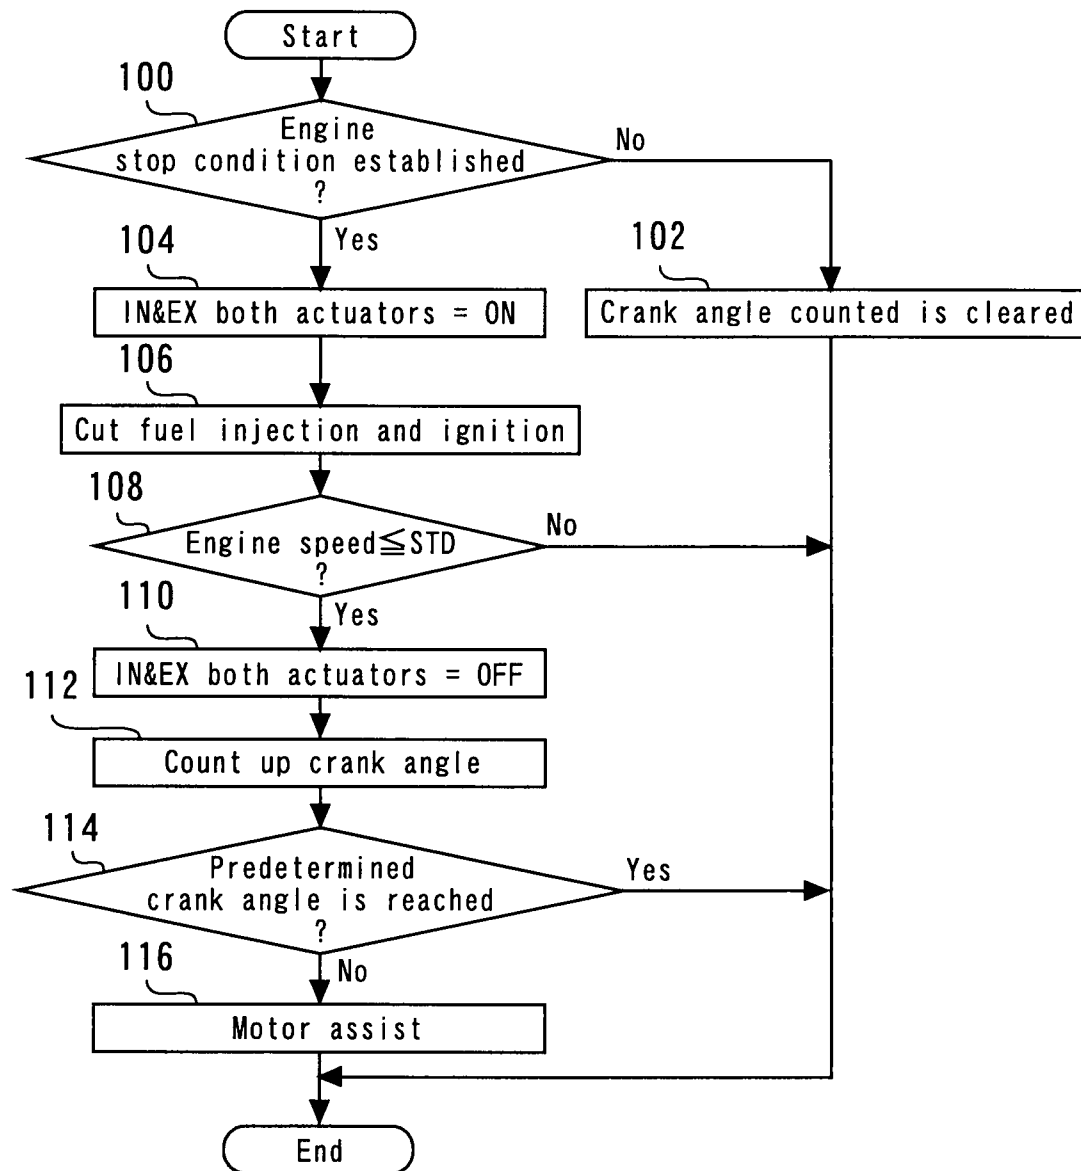 Start
100
Engine
stop condition established
?
No
Yes
104
102
IN&EX both actuators = ON
Crank angle counted is cleared
106
Cut fuel injection and ignition
108
Engine speed≦STD
?
No
Yes
110
IN&EX both actuators = OFF
112
Count up crank angle
114
Predetermined
crank angle is reached
?
Yes
No
116
Motor assist
End